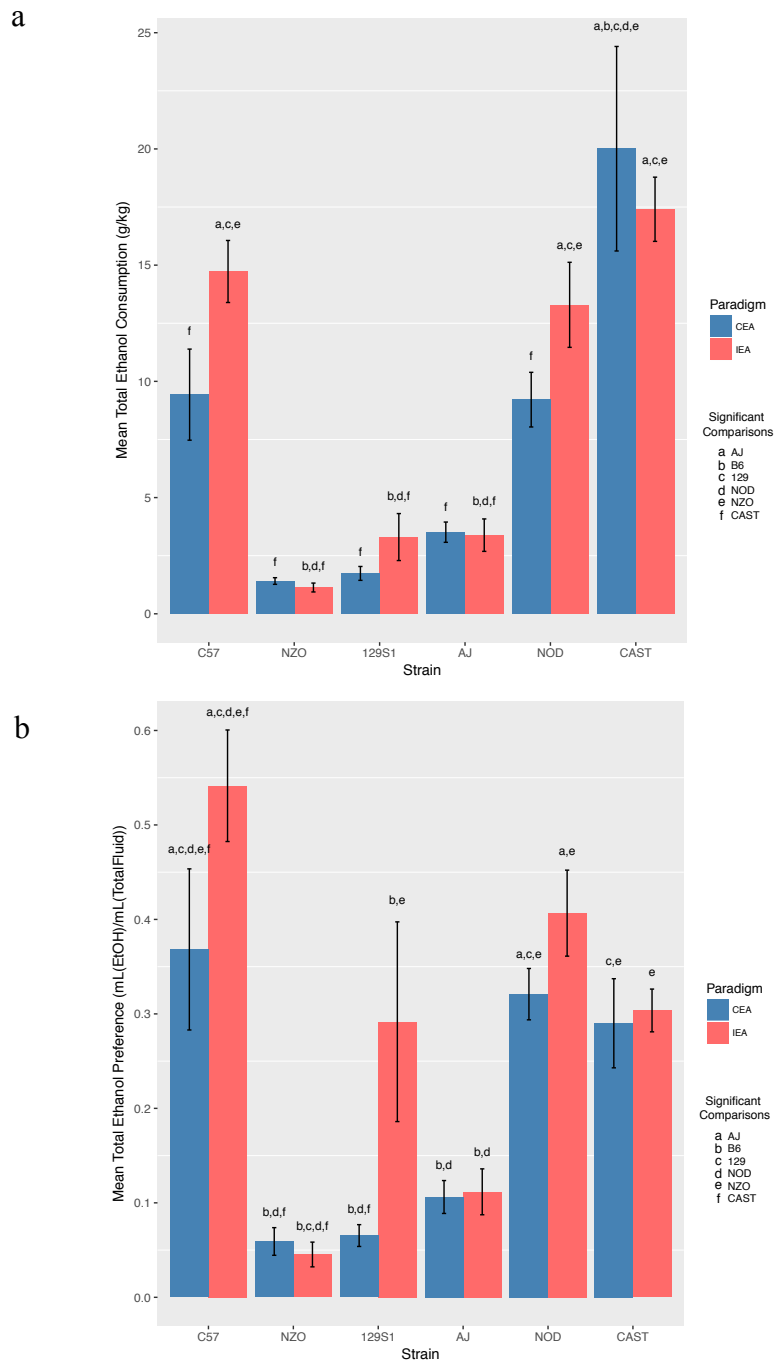 a
a,b,c,d,e
25
20
15
10
5
0
Mean Total Ethanol Consumption (g/kg)
f
a,c,e
f
b,d,f
f
b,d,f
f
b,d,f
f
a,c,e
a,c,e
C57 NZO 129S1 AJ NOD CAST
Strain
Paradigm
CEA
IEA
Significant
Comparisons
a AJ
b B6
c 129
d NOD
e NZO
f CAST
b
0.6
0.5
0.4
0.3
0.2
0.1
0.0
Mean Total Ethanol Preference (mL(EtOH)/mL(TotalFluid))
a,c,d,e,f
a,c,d,e,f
b,d,f
b,c,d,f
b,d,f
b,e
b,d
b,d
a,c,e
a,e
c,e
e
C57 NZO 129S1 AJ NOD CAST
Strain
Paradigm
CEA
IEA
Significant
Comparisons
a AJ
b B6
c 129
d NOD
e NZO
f CAST